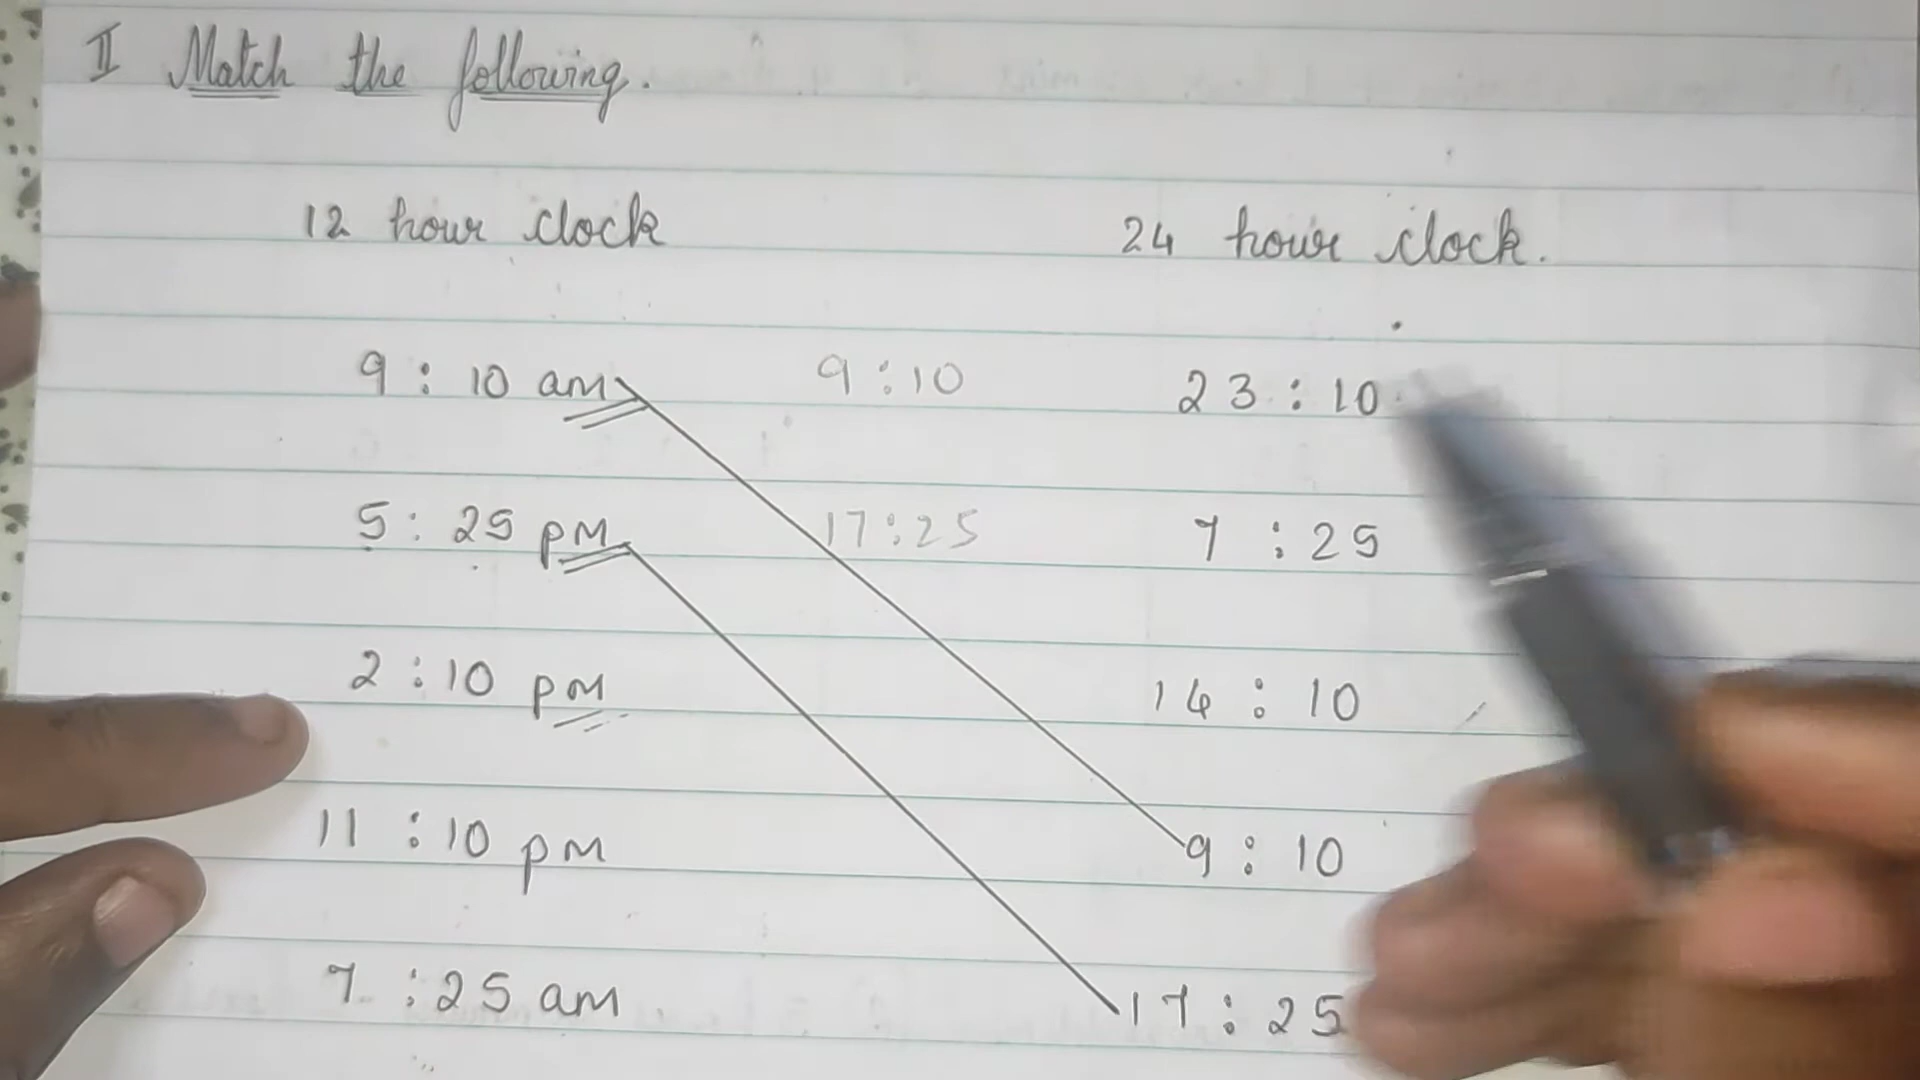 II Match the following.
12 hour clock 24 hour clock.
9 : 10 am 9 : 10 23 : 10
5 : 25 pm 17 : 25 7 : 25
2 : 10 pm 14 : 10
11 : 10 pm 9 : 10
7 : 25 am 17 : 25